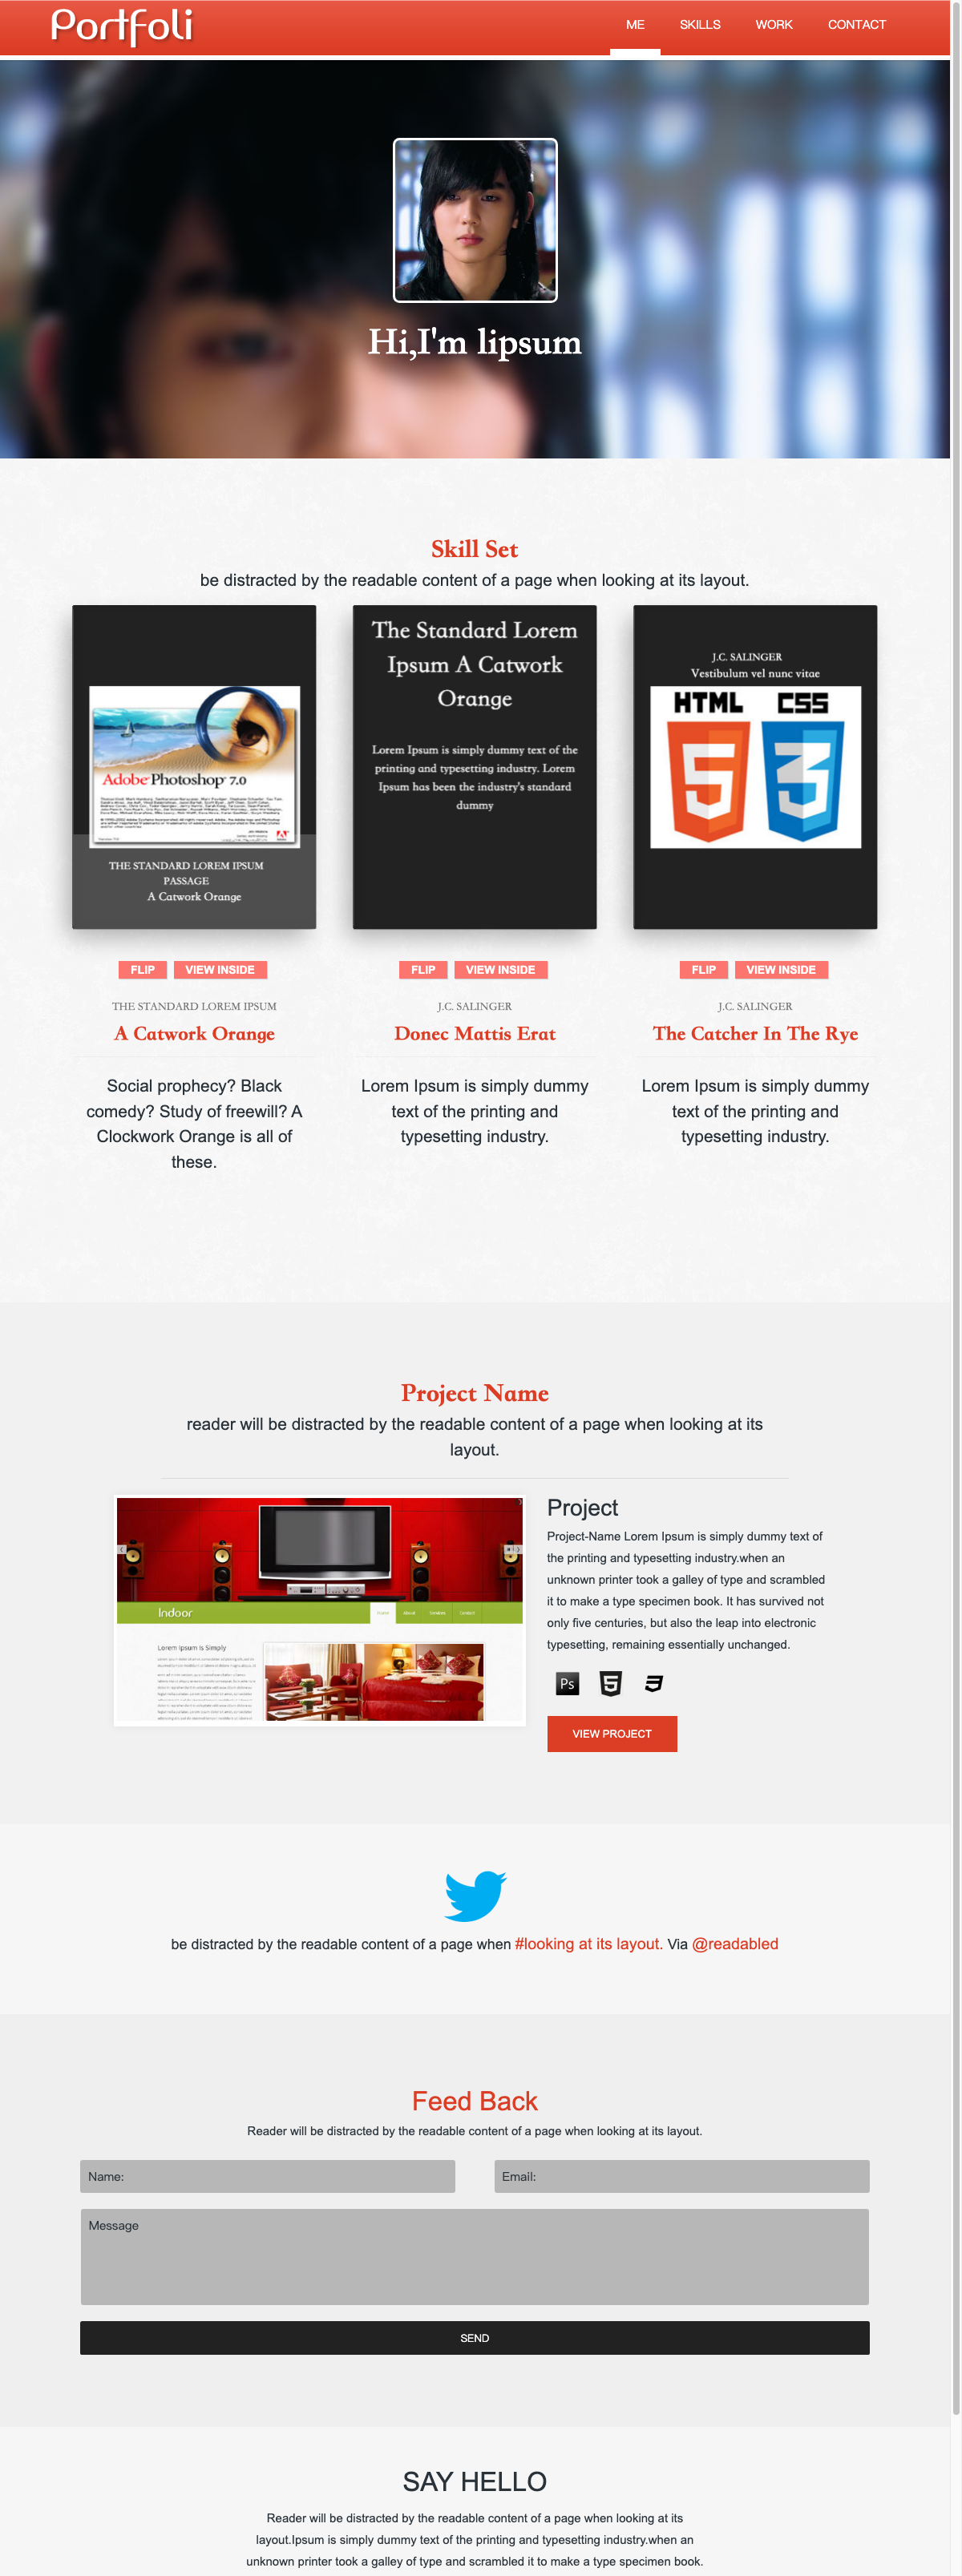 Portfoli
ME SKILLS WORK CONTACT
Hi,I'm lipsum
Skill Set
be distracted by the readable content of a page when looking at its layout.
Adobe Photoshop 7.0
THE STANDARD LOREM IPSUM
PASSAGE
A Catwork Orange
The Standard Lorem
Ipsum A Catwork
Orange
Lorem Ipsum is simply dummy text of the
printing and typesetting industry. Lorem
Ipsum has been the industry's standard
dummy
J.C. SALINGER
Vestibulum vel nunc vitae
HTML CSS
5 3
FLIP VIEW INSIDE
THE STANDARD LOREM IPSUM
A Catwork Orange
Social prophecy? Black
comedy? Study of freewill? A
Clockwork Orange is all of
these.
FLIP VIEW INSIDE
J.C. SALINGER
Donec Mattis Erat
Lorem Ipsum is simply dummy
text of the printing and
typesetting industry.
FLIP VIEW INSIDE
J.C. SALINGER
The Catcher In The Rye
Lorem Ipsum is simply dummy
text of the printing and
typesetting industry.
Project Name
reader will be distracted by the readable content of a page when looking at its
layout.
Indoor
Lorem Ipsum is Simply
Project
Project-Name Lorem Ipsum is simply dummy text of
the printing and typesetting industry.when an
unknown printer took a galley of type and scrambled
it to make a type specimen book. It has survived not
only five centuries, but also the leap into electronic
typesetting, remaining essentially unchanged.
Ps 5 3
VIEW PROJECT
be distracted by the readable content of a page when #looking at its layout. Via @readabled
Feed Back
Reader will be distracted by the readable content of a page when looking at its layout.
Name: Email:
Message
SEND
SAY HELLO
Reader will be distracted by the readable content of a page when looking at its
layout.Ipsum is simply dummy text of the printing and typesetting industry.when an
unknown printer took a galley of type and scrambled it to make a type specimen book.